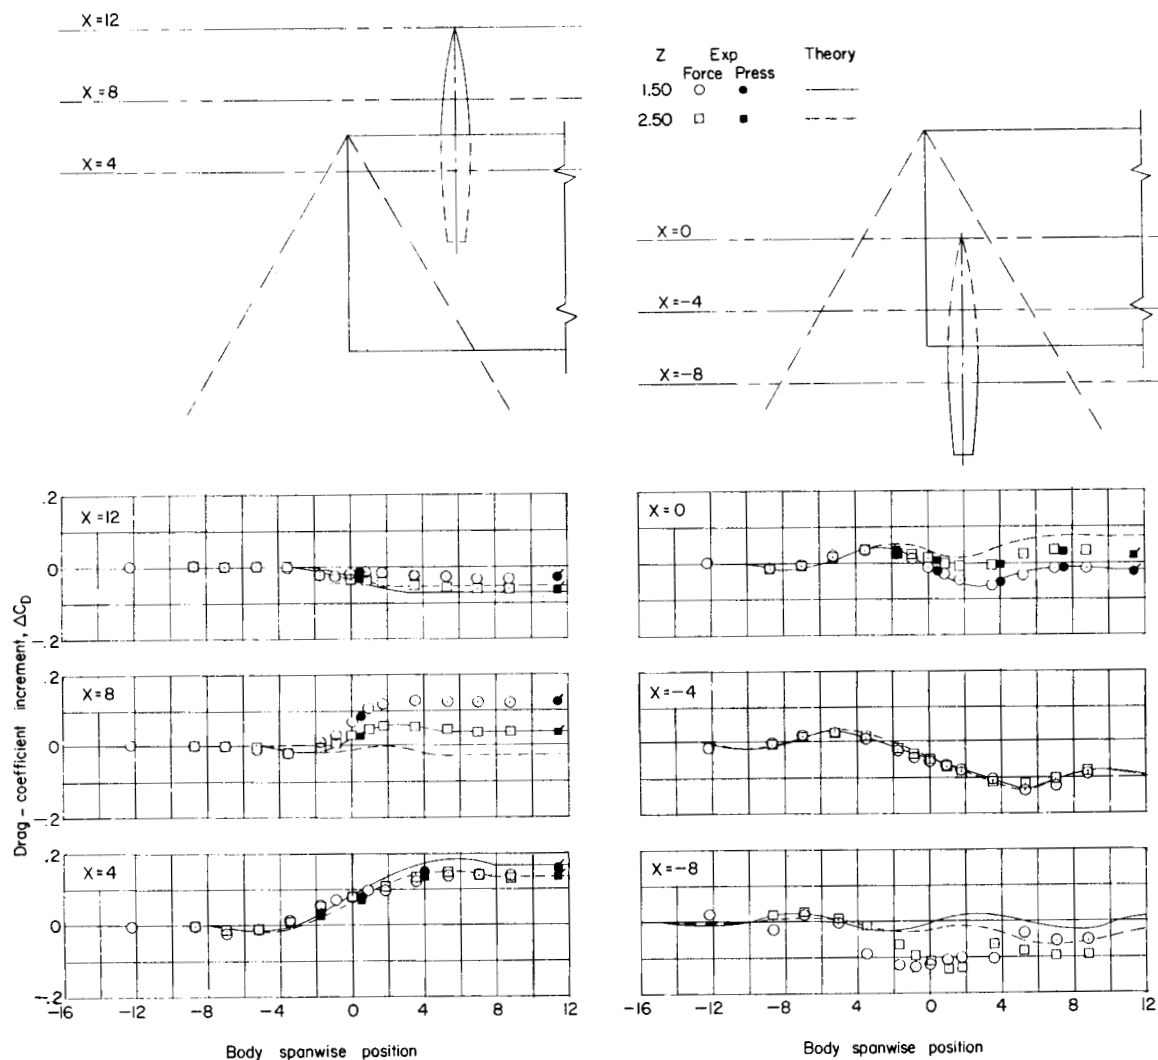 X=12
X=8
X=4
Z Exp Theory
Force Press
1.50
2.50
X=0
X=-4
X=-8
Drag-coefficient increment, ΔC_D
.2
0
-.2
X=12
.2
0
-.2
X=8
.2
0
-.2
X=4
-16 -12 -8 -4 0 4 8 12
Body spanwise position
X=0
X=-4
X=-8
-16 -12 -8 -4 0 4 8 12
Body spanwise position